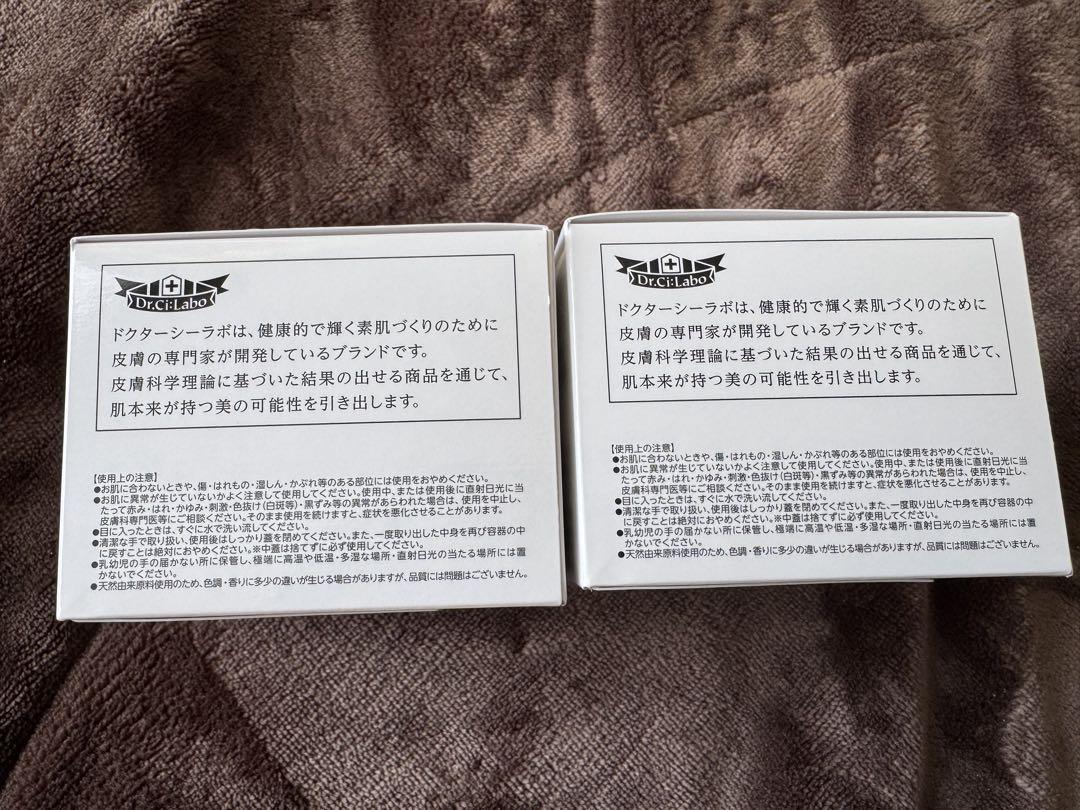 Dr.Ci:Labo
ドクターシーラボは、健康的で輝く素肌づくりのために
皮膚の専門家が開発しているブランドです。
皮膚科学理論に基づいた結果の出せる商品を通じて、
肌本来が持つ美の可能性を引き出します。
【使用上の注意】
●お肌に合わないときや、傷・はれもの・湿しん・かぶれ等のある部位には使用をおやめください。
●お肌に異常が生じていないかよく注意して使用してください。使用中、または使用後に直射日光に当
たって赤み・はれ・かゆみ・刺激・色抜け(白斑等)・黒ずみ等の異常があらわれた場合は、使用を中止し、
皮膚科専門医等にご相談ください。そのまま使用を続けますと、症状を悪化させることがあります。
●目に入ったときは、すぐに水で洗い流してください。
●清潔な手で取り扱い、使用後はしっかり蓋を閉めてください。また、一度取り出した中身を再び容器の中
に戻すことは絶対におやめください。※中蓋は捨てずに必ず使用してください。
●乳幼児の手の届かない所に保管し、極端に高温や低温・多湿な場所・直射日光の当たる場所には置
かないでください。
●天然由来原料使用のため、色調・香りに多少の違いが生じる場合がありますが、品質には問題はございません。
Dr.Ci:Labo
ドクターシーラボは、健康的で輝く素肌づくりのために
皮膚の専門家が開発しているブランドです。
皮膚科学理論に基づいた結果の出せる商品を通じて、
肌本来が持つ美の可能性を引き出します。
【使用上の注意】
●お肌に合わないときや、傷・はれもの・湿しん・かぶれ等のある部位には使用をおやめください。
●お肌に異常が生じていないかよく注意して使用してください。使用中、または使用後に直射日光に当
たって赤み・はれ・かゆみ・刺激・色抜け(白斑等)・黒ずみ等の異常があらわれた場合は、使用を中止し、
皮膚科専門医等にご相談ください。そのまま使用を続けますと、症状を悪化させることがあります。
●目に入ったときは、すぐに水で洗い流してください。
●清潔な手で取り扱い、使用後はしっかり蓋を閉めてください。また、一度取り出した中身を再び容器の中
に戻すことは絶対におやめください。※中蓋は捨てずに必ず使用してください。
●乳幼児の手の届かない所に保管し、極端に高温や低温・多湿な場所・直射日光の当たる場所には置
かないでください。
●天然由来原料使用のため、色調・香りに多少の違いが生じる場合がありますが、品質には問題はございません。